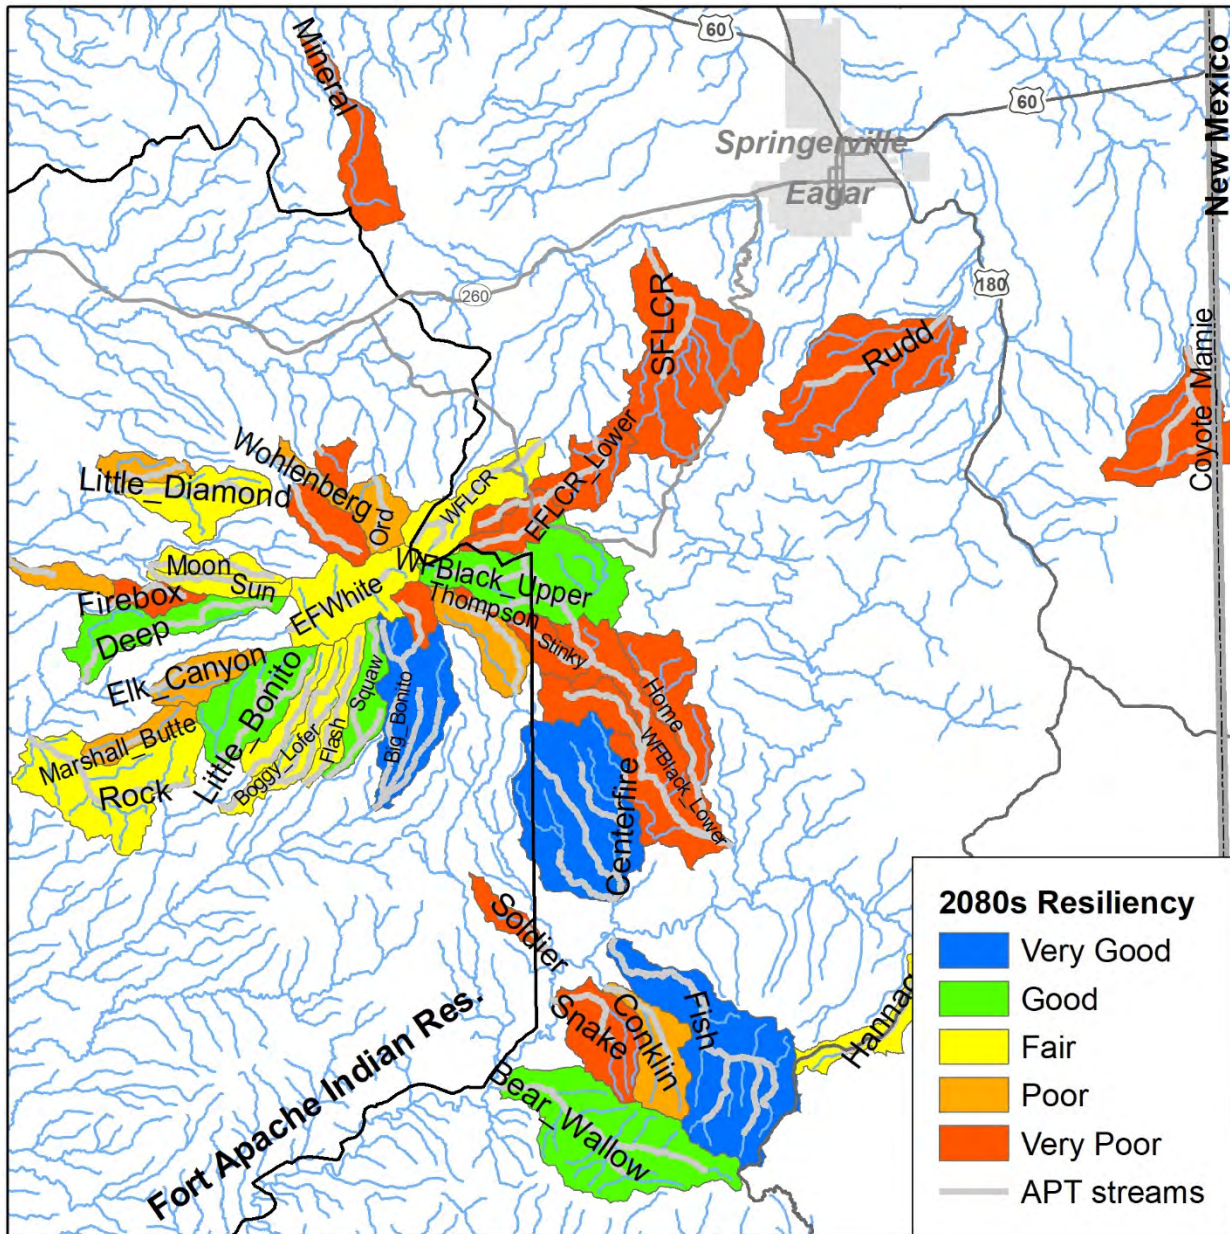 Mineral
60
60
New Mexico
Springerville
Eagar
180
260
SFLCR
Rudd
Coyote_Mamie
Wohlenberg
Little_Diamond
Ord
WFLCR
EFLCR_Lower
Moon
Sun
WFBlack_Upper
Firebox
EFWhite
Thompson
Deep
Stinky
Elk_Canyon
Little_Bonito
Squaw
Big_Bonito
Home
Marshall_Butte
Flash
Boggy_Lofer
WFBlack_Lower
Rock
Centerfire
Soldier
Fish
Snake
Conklin
Hannag
Bear_Wallow
Fort Apache Indian Res.
2080s Resiliency
Very Good
Good
Fair
Poor
Very Poor
APT streams